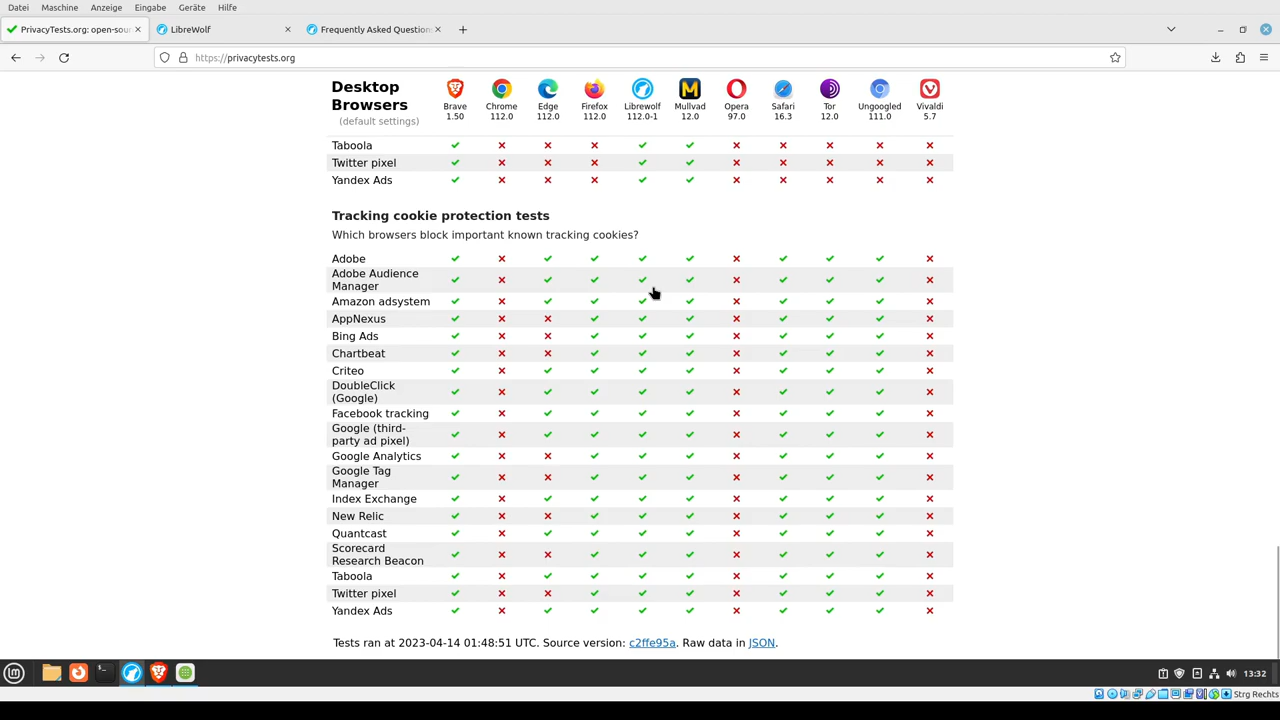 Datei Maschine Anzeige Eingabe Geräte Hilfe
PrivacyTests.org: open-sou LibreWolf Frequently Asked Question
https://privacytests.org
Desktop
Browsers
(default settings)
Brave Chrome Edge Firefox Librewolf Mullvad Opera Safari Tor Ungoogled Vivaldi
1.50 112.0 112.0 112.0 112.0-1 12.0 97.0 16.3 12.0 111.0 5.7
Taboola
Twitter pixel
Yandex Ads
Tracking cookie protection tests
Which browsers block important known tracking cookies?
Adobe
Adobe Audience
Manager
Amazon adsystem
AppNexus
Bing Ads
Chartbeat
Criteo
DoubleClick
(Google)
Facebook tracking
Google (third-
party ad pixel)
Google Analytics
Google Tag
Manager
Index Exchange
New Relic
Quantcast
Scorecard
Research Beacon
Taboola
Twitter pixel
Yandex Ads
Tests ran at 2023-04-14 01:48:51 UTC. Source version: c2ffe95a. Raw data in JSON.
13:32
Strg Rechts